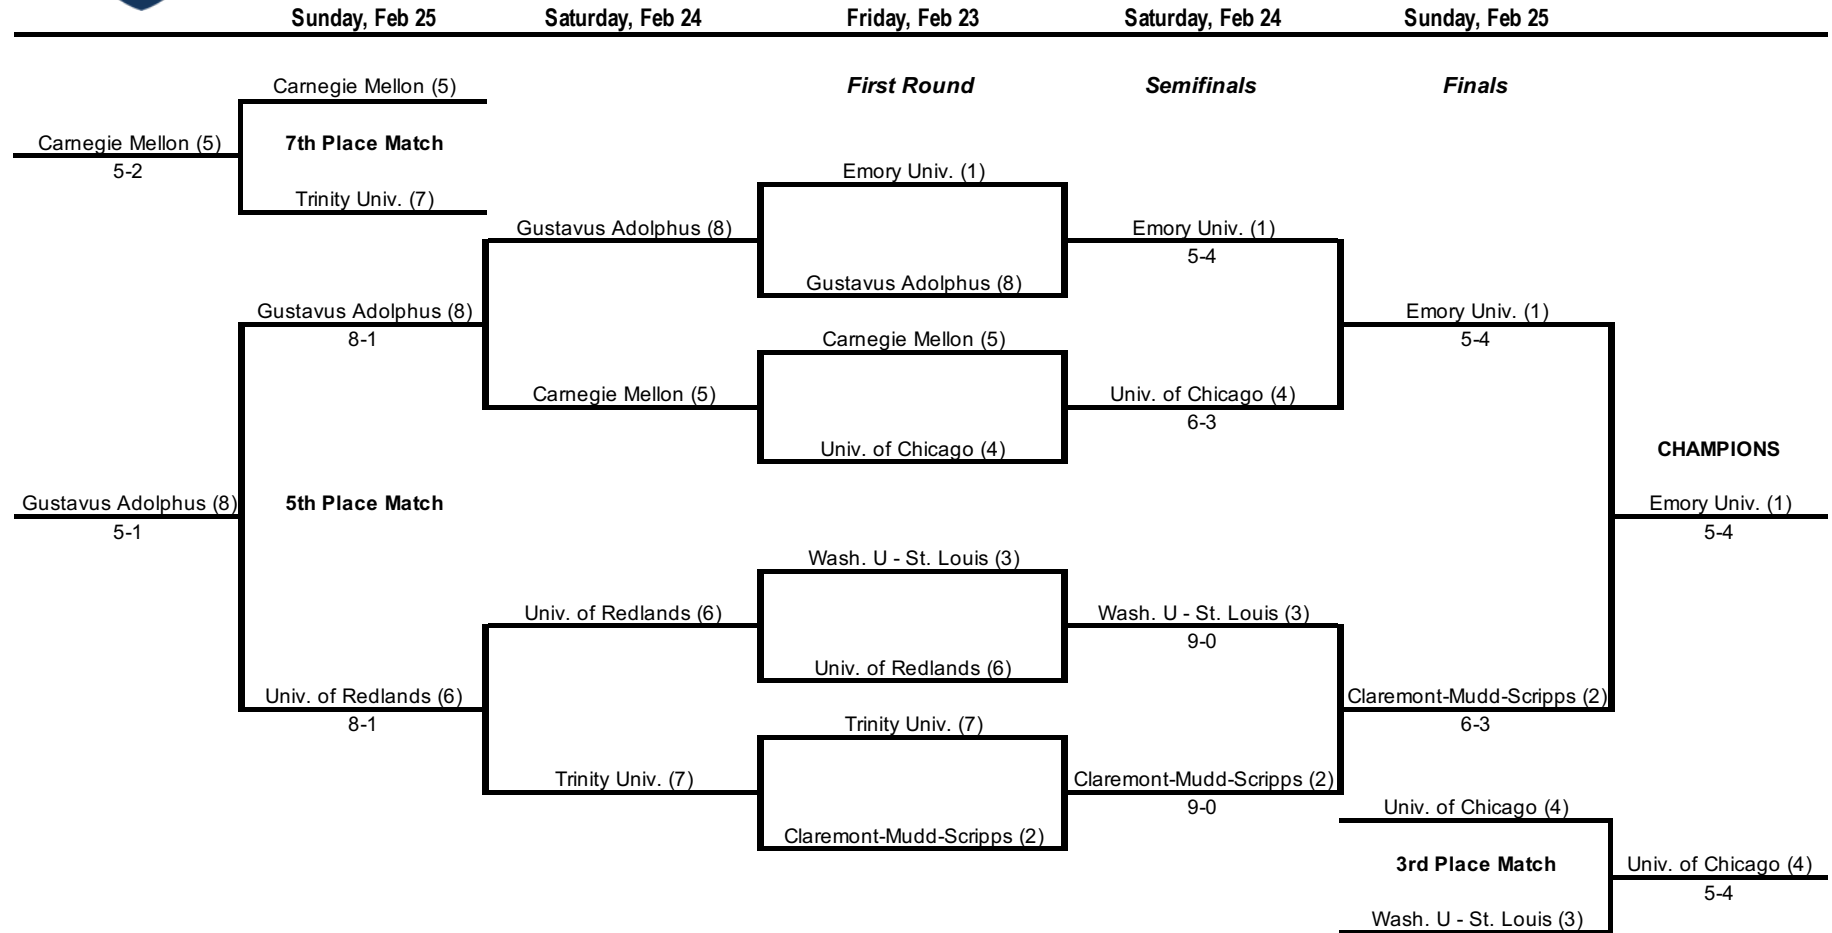 Sunday, Feb 25 Saturday, Feb 24 Friday, Feb 23 Saturday, Feb 24 Sunday, Feb 25
Carnegie Mellon (5) First Round Semifinals Finals
Carnegie Mellon (5) 7th Place Match
5-2 Emory Univ. (1)
Trinity Univ. (7)
Gustavus Adolphus (8) Emory Univ. (1)
5-4
Gustavus Adolphus (8)
Gustavus Adolphus (8) Emory Univ. (1)
8-1 Carnegie Mellon (5) 5-4
Carnegie Mellon (5) Univ. of Chicago (4)
6-3
Univ. of Chicago (4) CHAMPIONS
Gustavus Adolphus (8) 5th Place Match Emory Univ. (1)
5-1 5-4
Wash. U - St. Louis (3)
Univ. of Redlands (6) Wash. U - St. Louis (3)
9-0
Univ. of Redlands (6)
Univ. of Redlands (6) Claremont-Mudd-Scripps (2)
8-1 Trinity Univ. (7) 6-3
Trinity Univ. (7) Claremont-Mudd-Scripps (2)
9-0 Univ. of Chicago (4)
Claremont-Mudd-Scripps (2)
3rd Place Match Univ. of Chicago (4)
5-4
Wash. U - St. Louis (3)